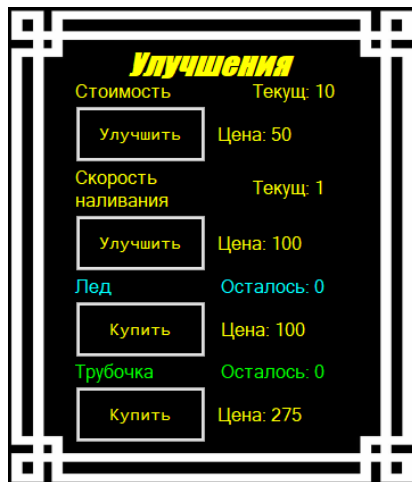 Улучшения
Стоимость Текущ: 10
Улучшить Цена: 50
Скорость
наливания Текущ: 1
Улучшить Цена: 100
Лед Осталось: 0
Купить Цена: 100
Трубочка Осталось: 0
Купить Цена: 275